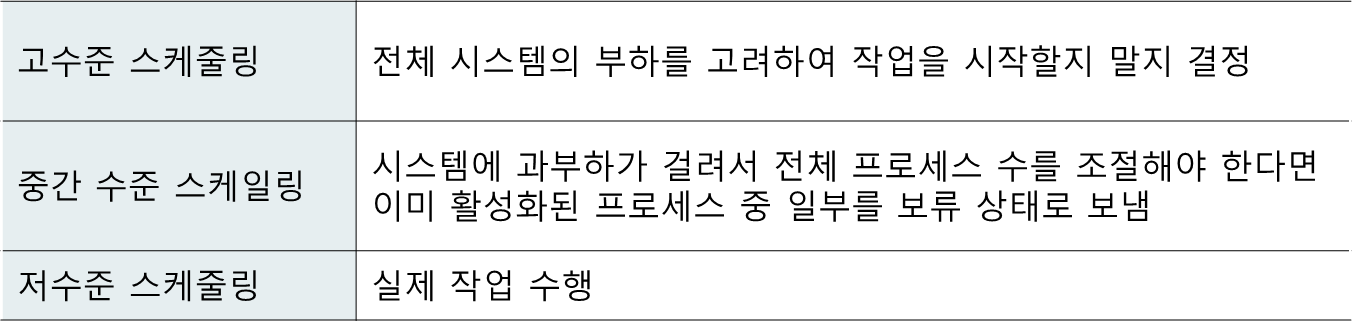 고수준 스케줄링
전체 시스템의 부하를 고려하여 작업을 시작할지 말지 결정
중간 수준 스케일링
시스템에 과부하가 걸려서 전체 프로세스 수를 조절해야 한다면
이미 활성화된 프로세스 중 일부를 보류 상태로 보냄
저수준 스케줄링
실제 작업 수행